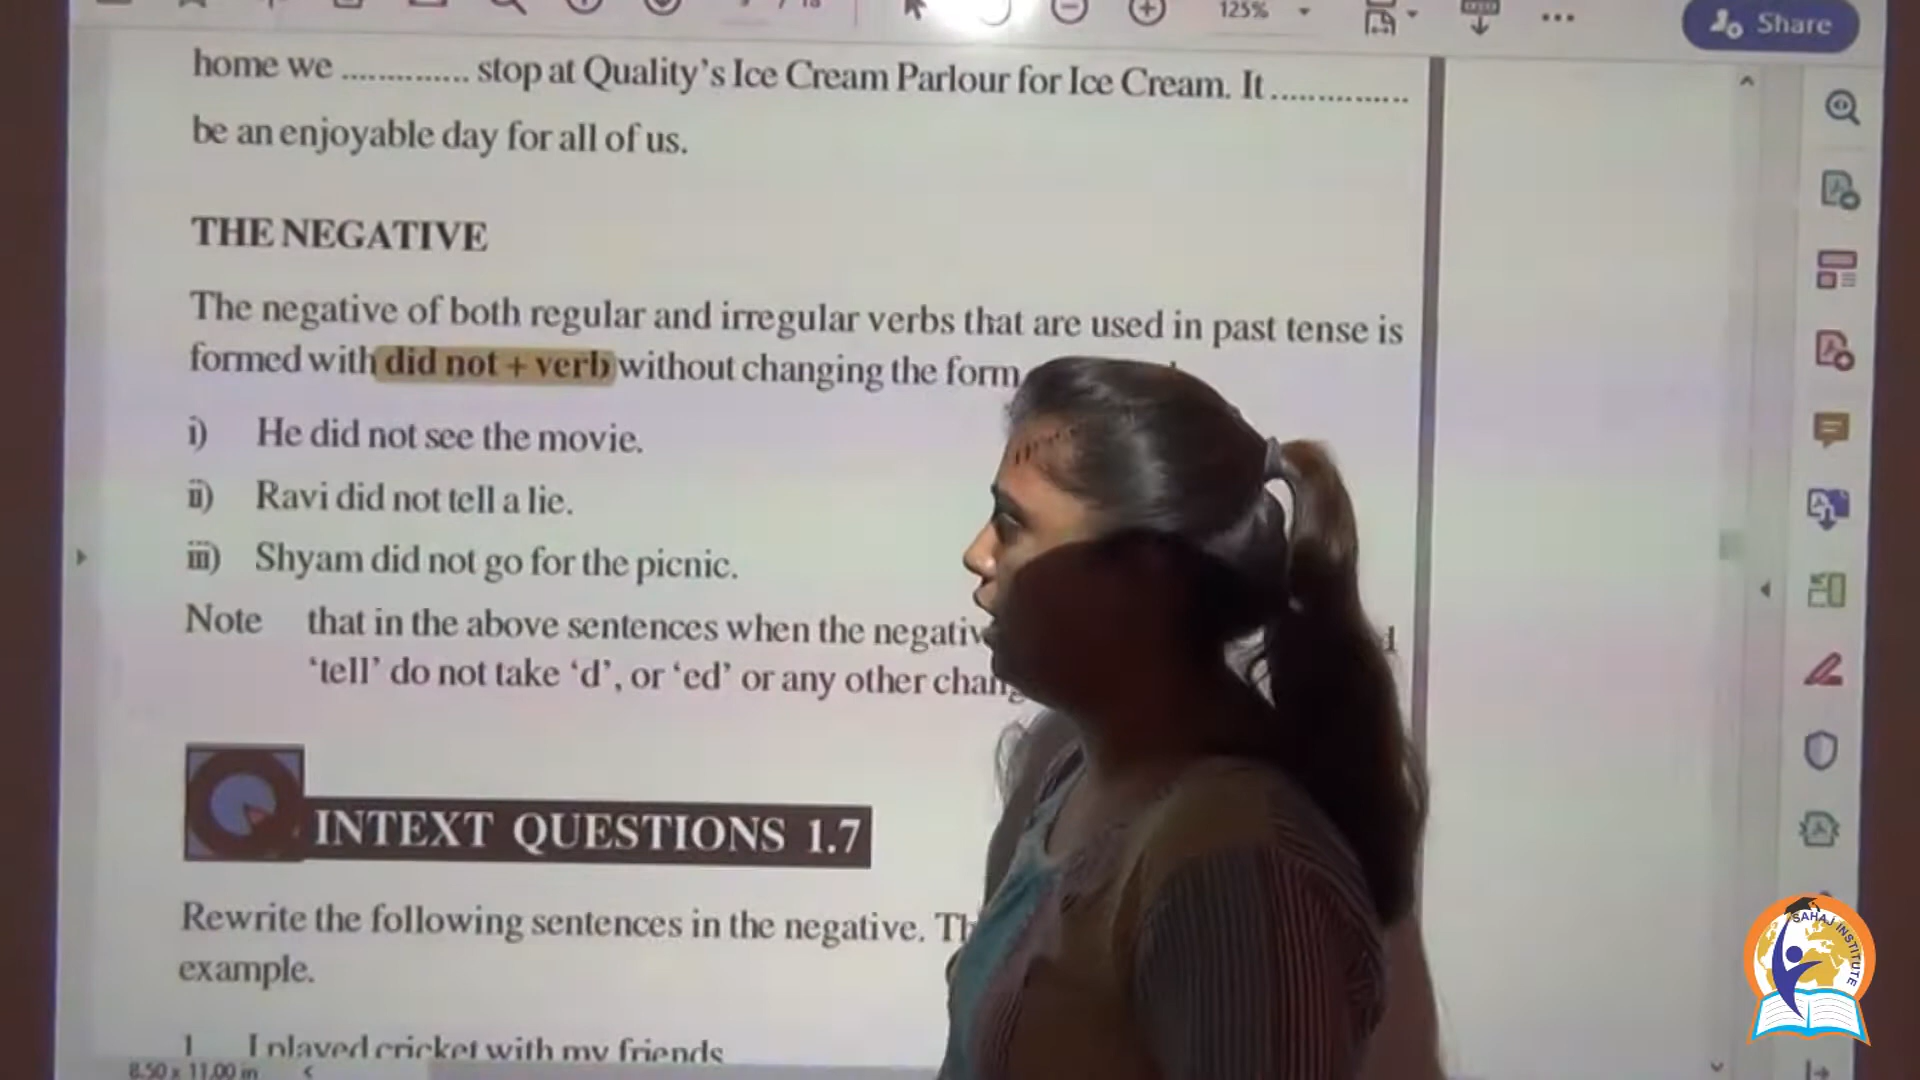 125%
Share
home we .............. stop at Quality's Ice Cream Parlour for Ice Cream. It ...............
be an enjoyable day for all of us.
THE NEGATIVE
The negative of both regular and irregular verbs that are used in past tense is
formed with did not + verb without changing the form
i) He did not see the movie.
ii) Ravi did not tell a lie.
iii) Shyam did not go for the picnic.
Note that in the above sentences when the
'tell' do not take 'd', or 'ed' or any other
INTEXT QUESTIONS 1.7
Rewrite the following sentences in the negative.
example.
1 I played cricket with my friends
8.50 x 11.00 in
SAHAJ INSTITUTE